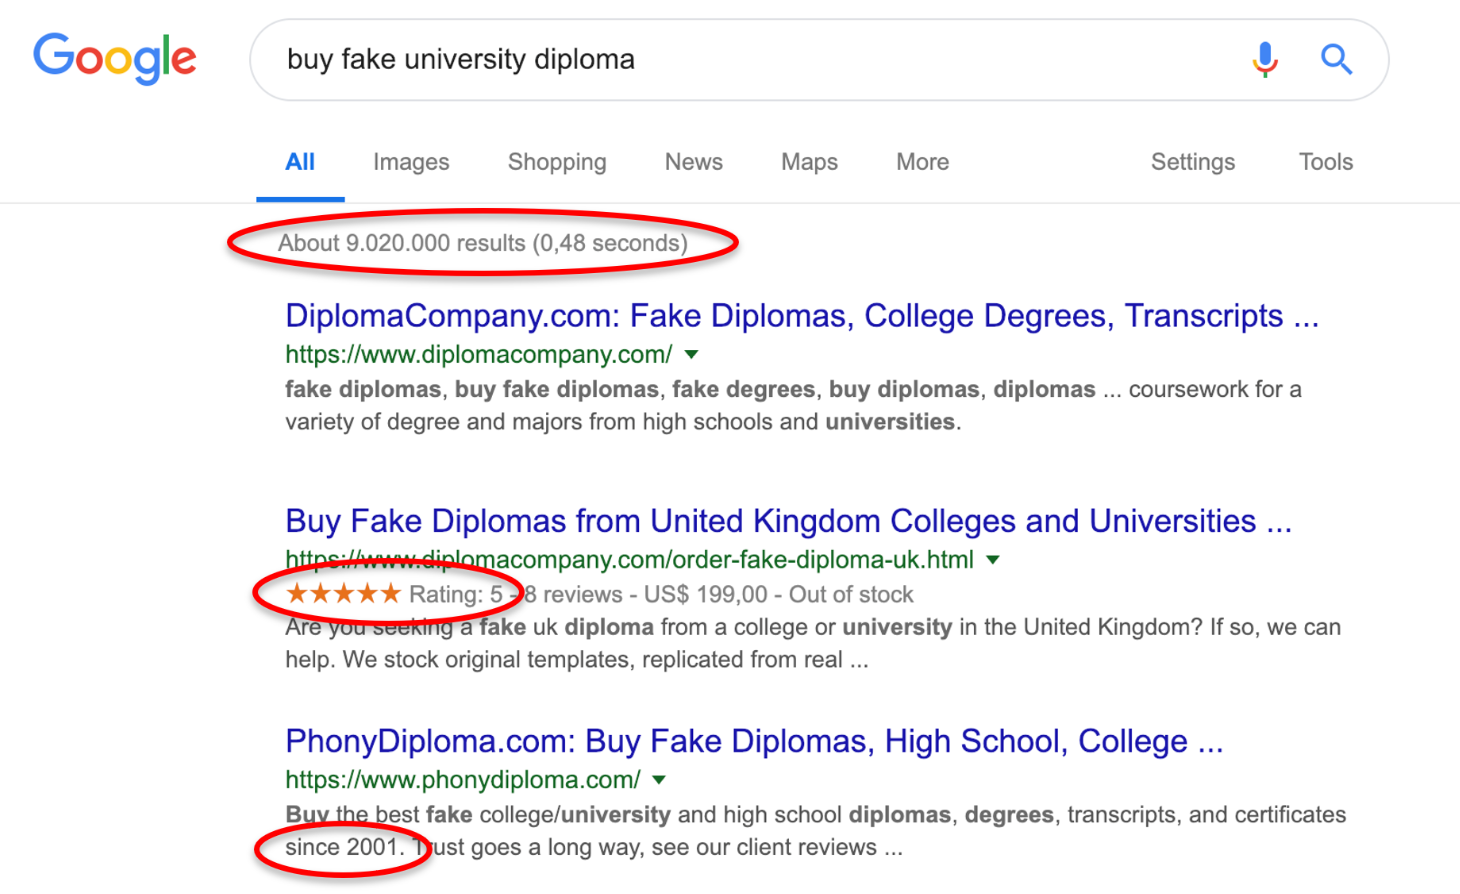 Google
buy fake university diploma
All Images Shopping News Maps More Settings Tools
About 9.020.000 results (0,48 seconds)
DiplomaCompany.com: Fake Diplomas, College Degrees, Transcripts ...
https://www.diplomacompany.com/
fake diplomas, buy fake diplomas, fake degrees, buy diplomas, diplomas ... coursework for a
variety of degree and majors from high schools and universities.
Buy Fake Diplomas from United Kingdom Colleges and Universities ...
https://www.diplomacompany.com/order-fake-diploma-uk.html
★★★★★ Rating: 5 - 8 reviews - US$ 199,00 - Out of stock
Are you seeking a fake uk diploma from a college or university in the United Kingdom? If so, we can
help. We stock original templates, replicated from real ...
PhonyDiploma.com: Buy Fake Diplomas, High School, College ...
https://www.phonydiploma.com/
Buy the best fake college/university and high school diplomas, degrees, transcripts, and certificates
since 2001. Trust goes a long way, see our client reviews ...